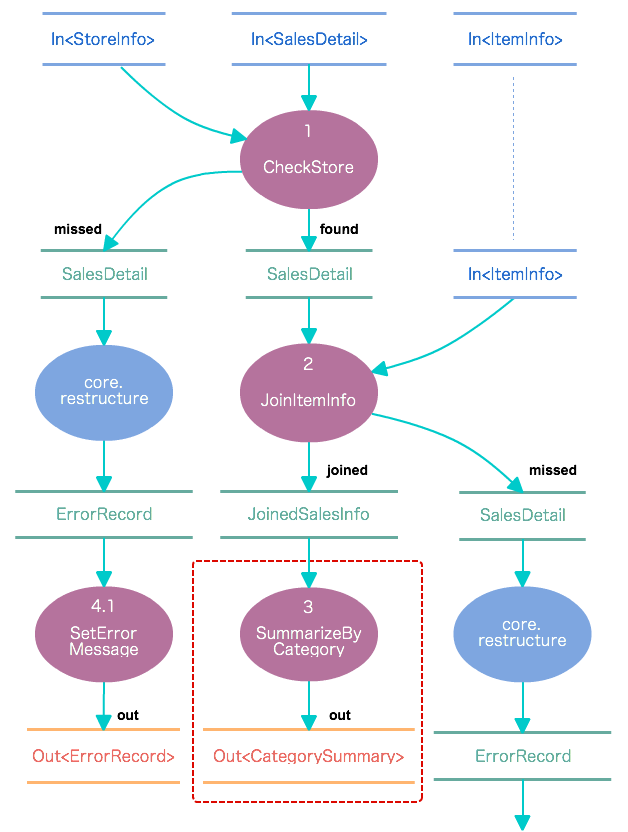 In<StoreInfo>
In<SalesDetail>
In<ItemInfo>
1
CheckStore
missed
found
SalesDetail
SalesDetail
In<ItemInfo>
core.
restructure
2
JoinItemInfo
joined
missed
ErrorRecord
JoinedSalesInfo
SalesDetail
4.1
SetError
Message
3
SummarizeBy
Category
core.
restructure
out
out
Out<ErrorRecord>
Out<CategorySummary>
ErrorRecord